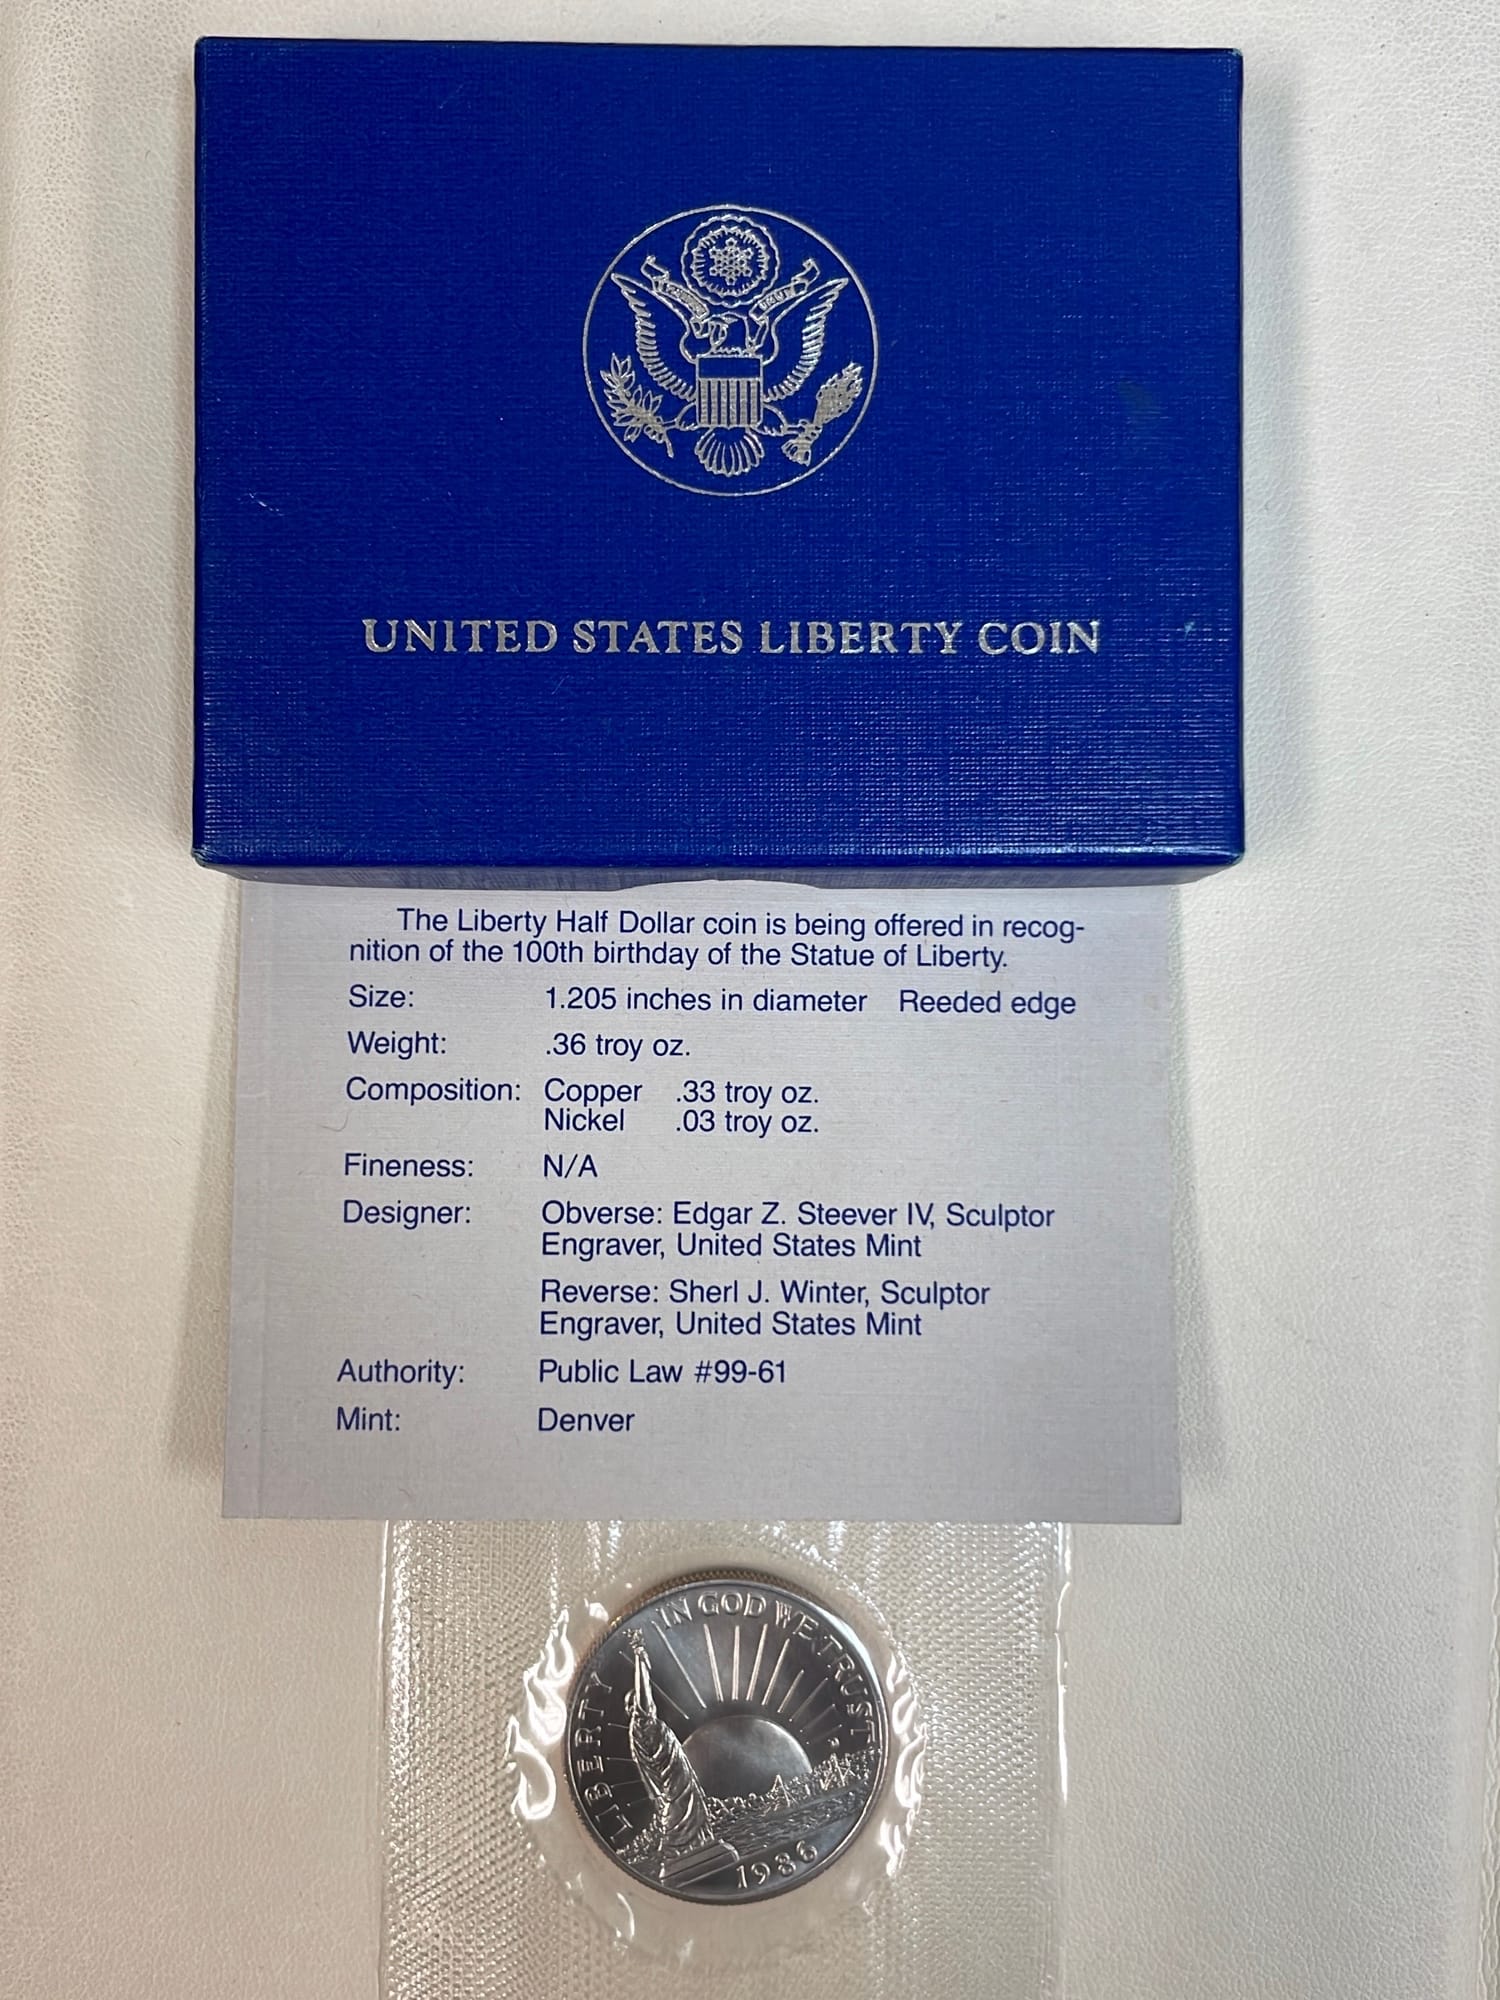 UNITED STATES LIBERTY COIN
The Liberty Half Dollar coin is being offered in recog-
nition of the 100th birthday of the Statue of Liberty.
Size: 1.205 inches in diameter Reeded edge
Weight: .36 troy oz.
Composition: Copper .33 troy oz.
Nickel .03 troy oz.
Fineness: N/A
Designer: Obverse: Edgar Z. Steever IV, Sculptor
Engraver, United States Mint
Reverse: Sherl J. Winter, Sculptor
Engraver, United States Mint
Authority: Public Law #99-61
Mint: Denver
IN GOD WE TRUST
LIBERTY
1986